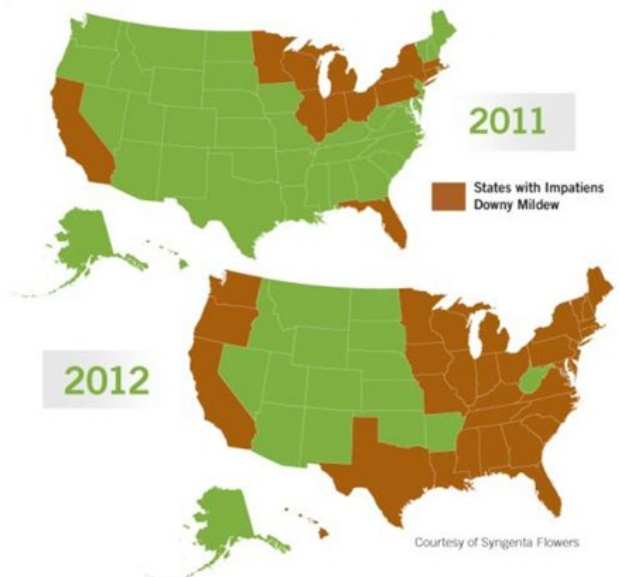 2011
States with Impatiens
Downy Mildew
2012
Courtesy of Syngenta Flowers